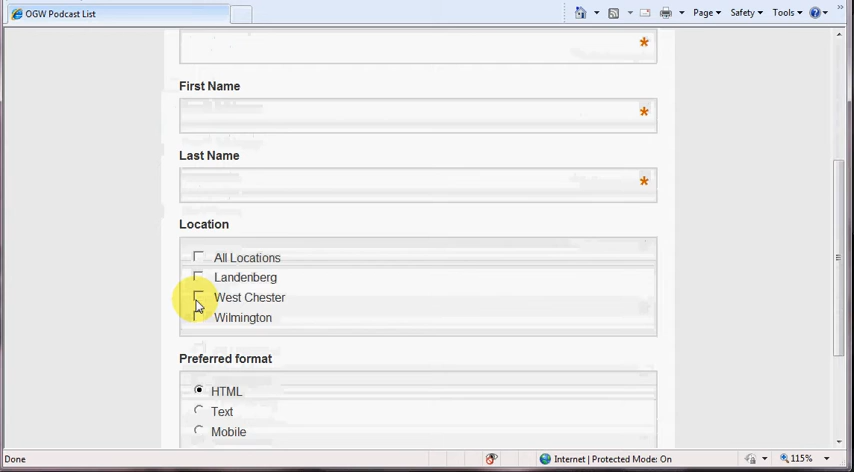 OGW Podcast List
Page
Safety
Tools
*
First Name
*
Last Name
*
Location
All Locations
Landenberg
West Chester
Wilmington
Preferred format
HTML
Text
Mobile
Done
Internet | Protected Mode: On
115%